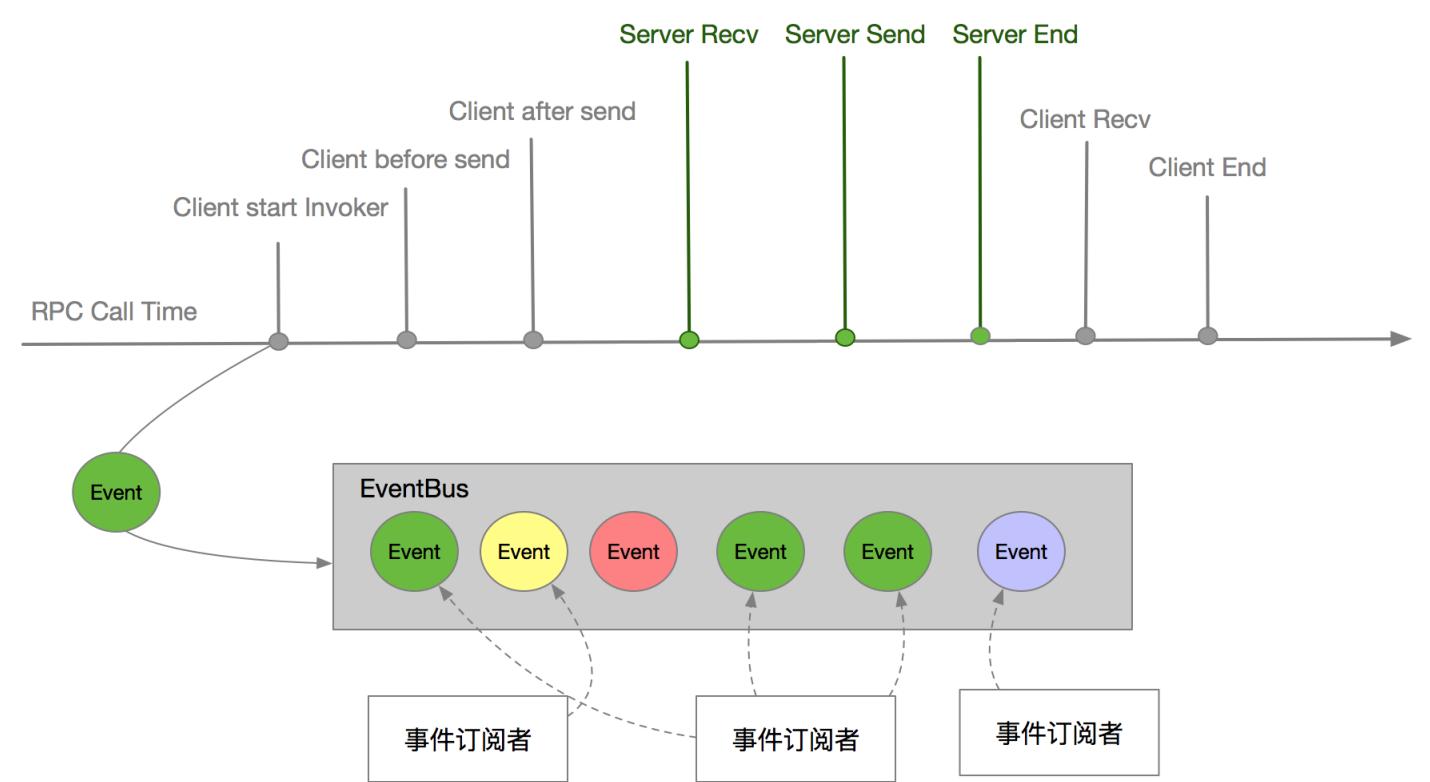 Server Recv
Server Send
Server End
Client after send
Client Recv
Client before send
Client End
Client start Invoker
RPC Call Time
Event
EventBus
Event
Event
Event
Event
Event
Event
事件订阅者
事件订阅者
事件订阅者